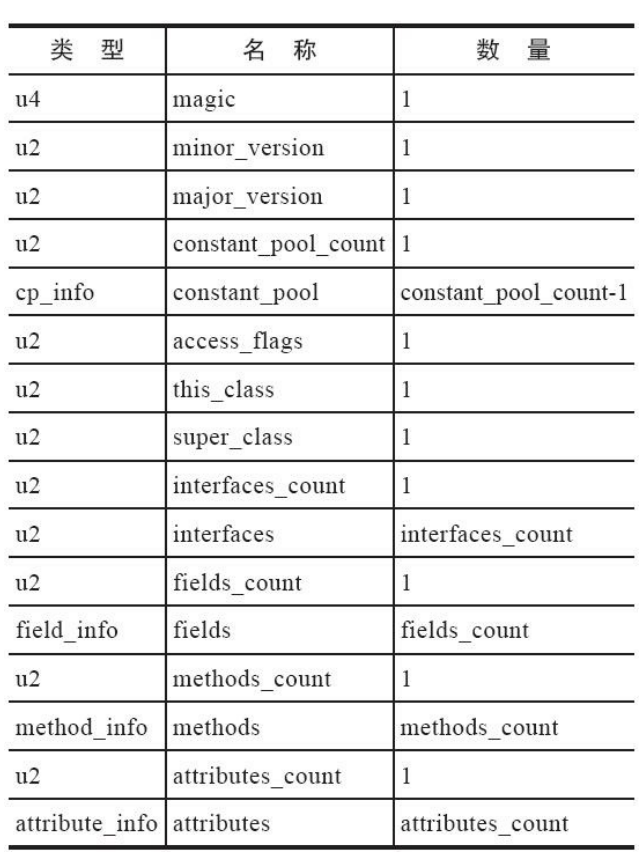 类 型 名 称 数 量
u4 magic 1
u2 minor_version 1
u2 major_version 1
u2 constant_pool_count 1
cp_info constant_pool constant_pool_count-1
u2 access_flags 1
u2 this_class 1
u2 super_class 1
u2 interfaces_count 1
u2 interfaces interfaces_count
u2 fields_count 1
field_info fields fields_count
u2 methods_count 1
method_info methods methods_count
u2 attributes_count 1
attribute_info attributes attributes_count